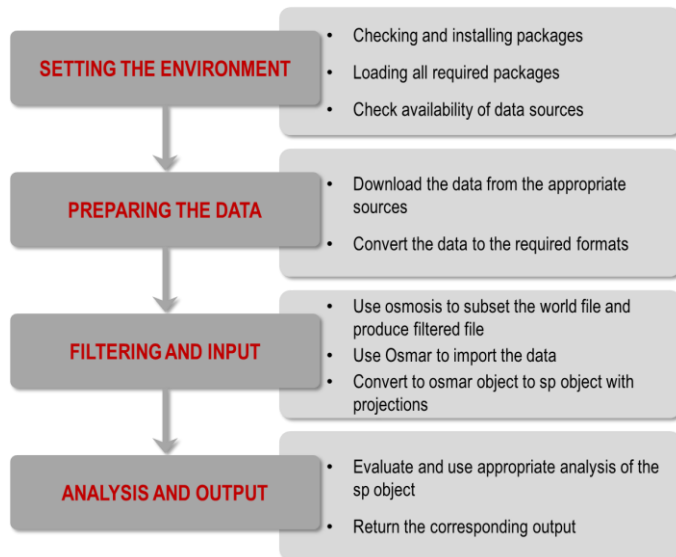 SETTING THE ENVIRONMENT
• Checking and installing packages
• Loading all required packages
• Check availability of data sources
PREPARING THE DATA
• Download the data from the appropriate
sources
• Convert the data to the required formats
FILTERING AND INPUT
• Use osmosis to subset the world file and
produce filtered file
• Use Osmar to import the data
• Convert to osmar object to sp object with
projections
ANALYSIS AND OUTPUT
• Evaluate and use appropriate analysis of the
sp object
• Return the corresponding output